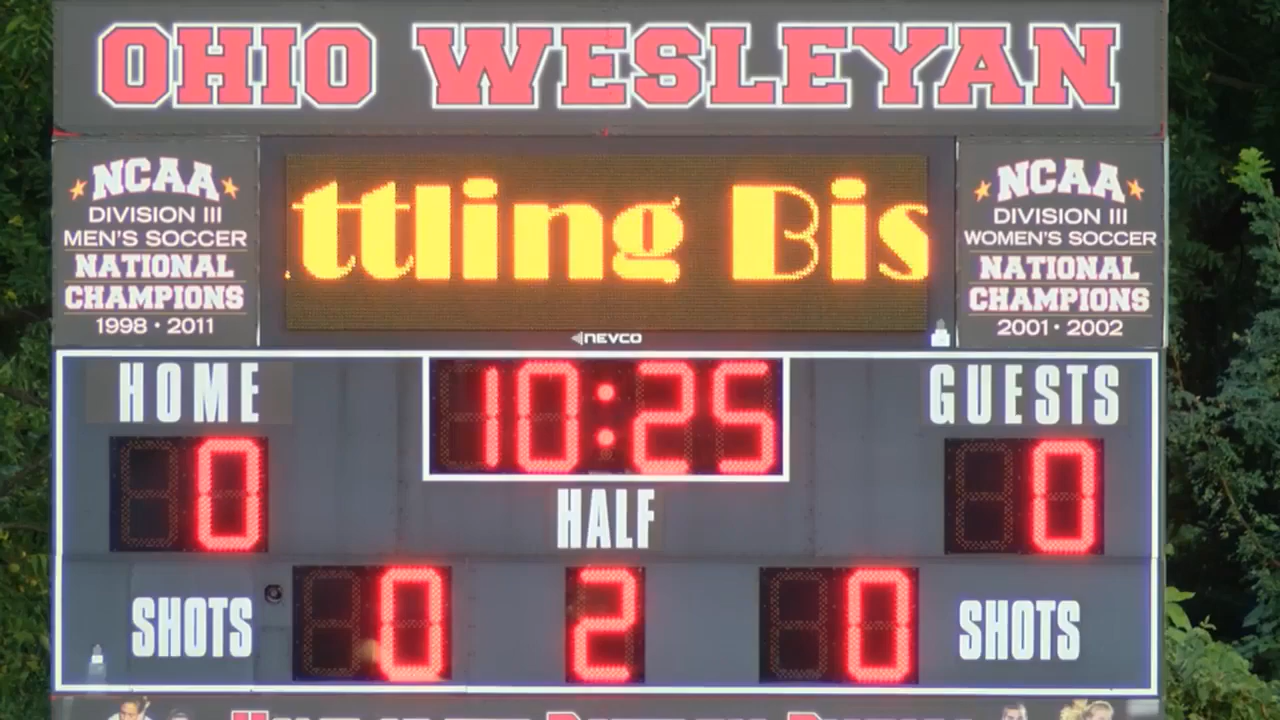 OHIO WESLEYAN
NCAA
DIVISION III
MEN'S SOCCER
NATIONAL
CHAMPIONS
1998 · 2011
ttling Bis
NEVCO
NCAA
DIVISION III
WOMEN'S SOCCER
NATIONAL
CHAMPIONS
2001 · 2002
HOME
10:25
GUESTS
0
0
HALF
SHOTS
0
2
0
SHOTS